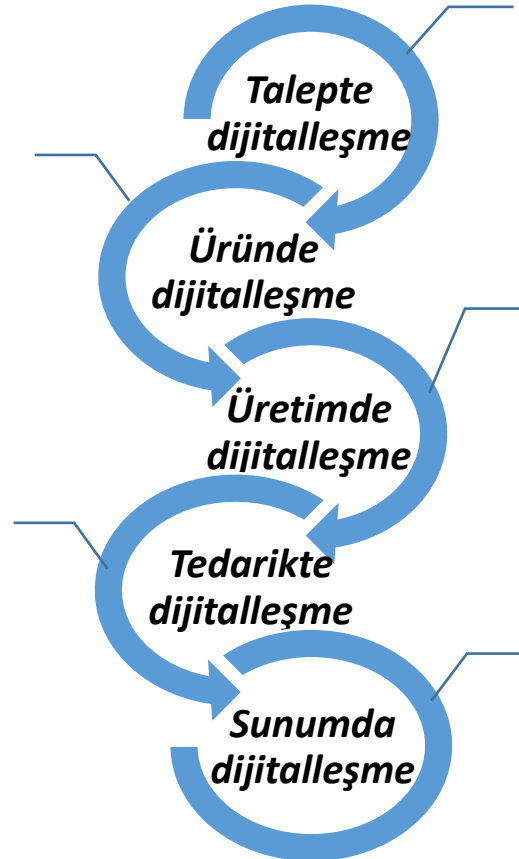 Talepte
dijitalleşme
Üründe
dijitalleşme
Üretimde
dijitalleşme
Tedarikte
dijitalleşme
Sunumda
dijitalleşme